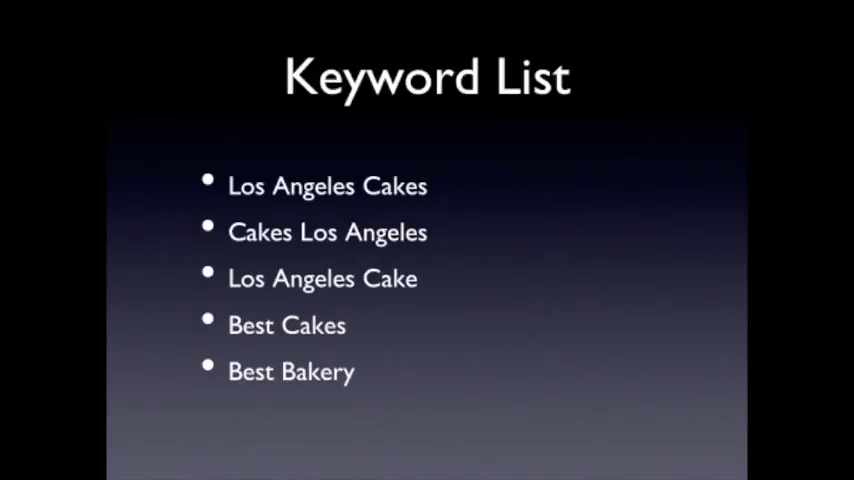 Keyword List
• Los Angeles Cakes
• Cakes Los Angeles
• Los Angeles Cake
• Best Cakes
• Best Bakery